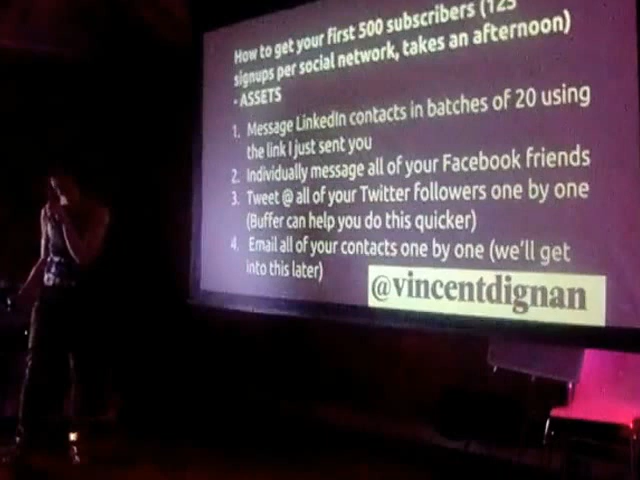 How to get your first 500 subscribers (125
signups per social network, takes an afternoon)
- ASSETS
1. Message LinkedIn contacts in batches of 20 using
the link I just sent you
2. Individually message all of your Facebook friends
3. Tweet @ all of your Twitter followers one by one
(Buffer can help you do this quicker)
4. Email all of your contacts one by one (we'll get
into this later)
@vincentdignan